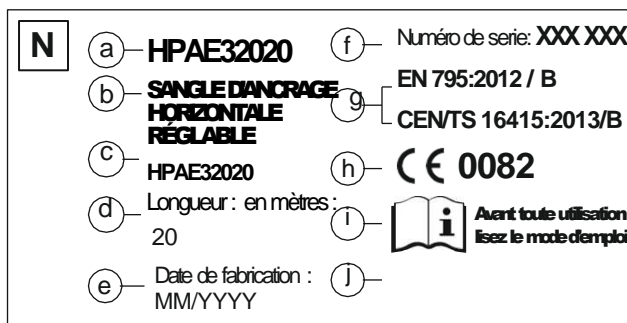 N
a HPAE32020
b SANGLE D'ANCRAGE
HORIZONTALE
RÉGLABLE
c HPAE32020
d Longueur : en mètres :
20
e Date de fabrication :
MM/YYYY
f Numéro de serie: XXX XXX
g EN 795:2012 / B
CEN/TS 16415:2013/B
h CE 0082
i i Avant toute utilisation
lisez le mode d'emploi
j